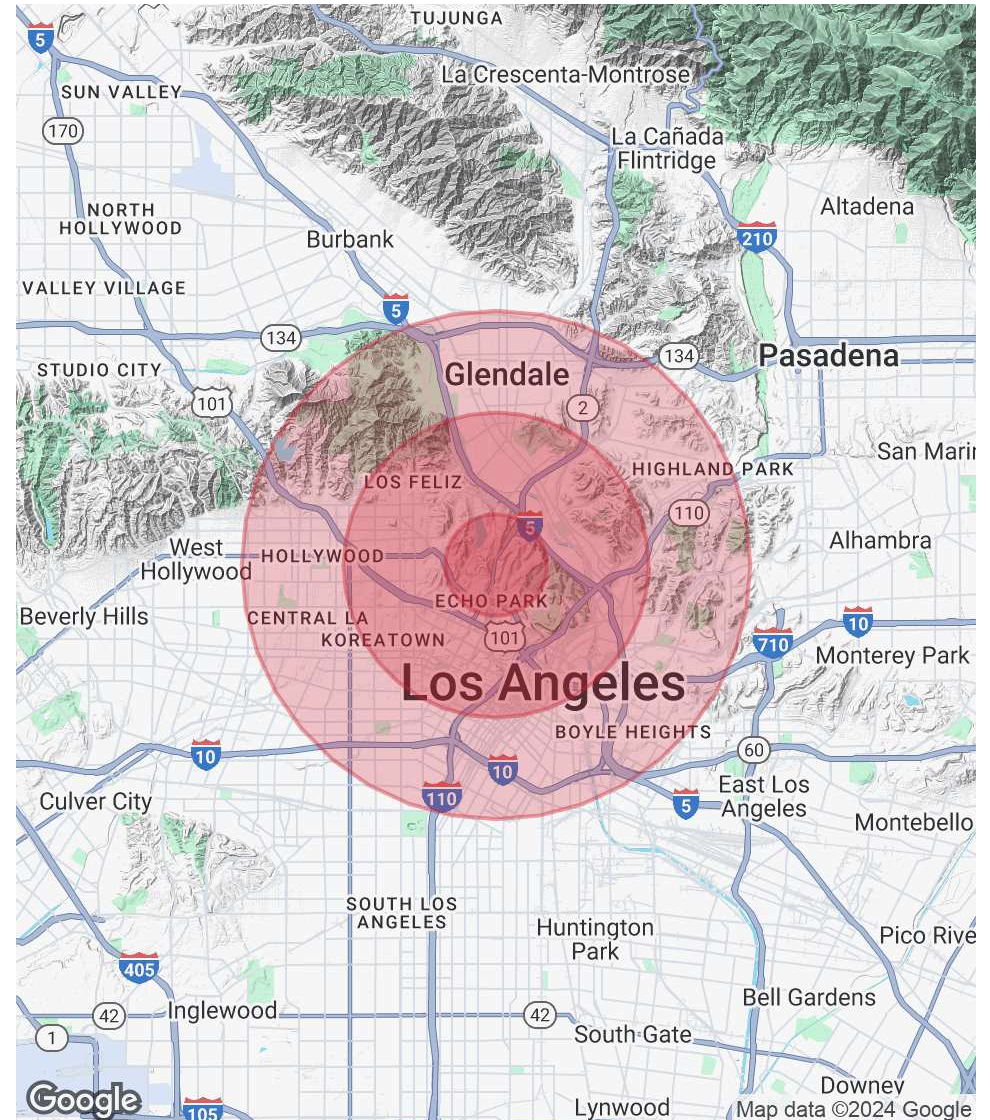 TUJUNGA
5
La Crescenta-Montrose
SUN VALLEY
170
La Cañada
Flintridge
NORTH
HOLLYWOOD
Altadena
Burbank
210
VALLEY VILLAGE
5
134
134
Pasadena
STUDIO CITY
Glendale
101
2
San Marin
HIGHLAND PARK
LOS FELIZ
110
5
West
Hollywood
HOLLYWOOD
Alhambra
ECHO PARK
Beverly Hills
CENTRAL LA
10
KOREATOWN
101
710
Monterey Park
Los Angeles
BOYLE HEIGHTS
10
60
10
Culver City
110
5
East Los
Angeles
Montebello
SOUTH LOS
ANGELES
Huntington
Park
Pico Rive
405
Bell Gardens
Inglewood
42
42
1
South Gate
Downey
Google
105
Lynwood
Map data ©2024 Google